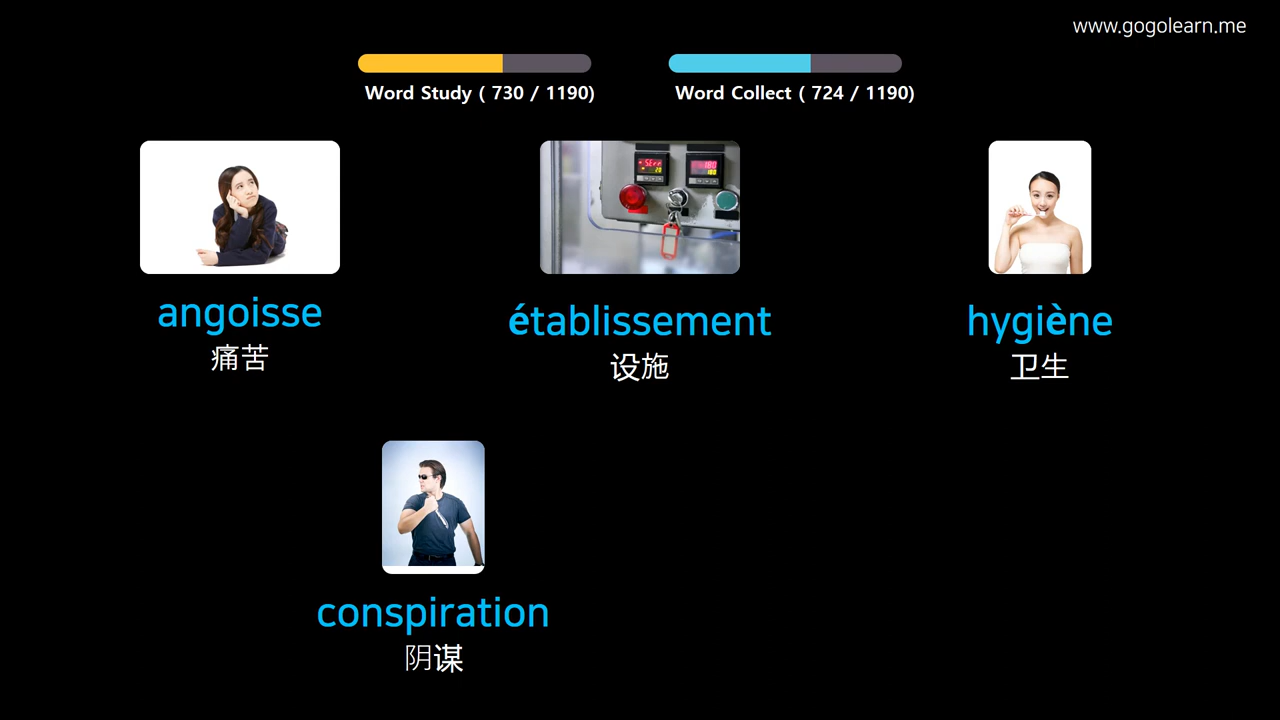 www.gogolearn.me
Word Study ( 730 / 1190)
Word Collect ( 724 / 1190)
angoisse
痛苦
établissement
设施
hygiène
卫生
conspiration
阴谋